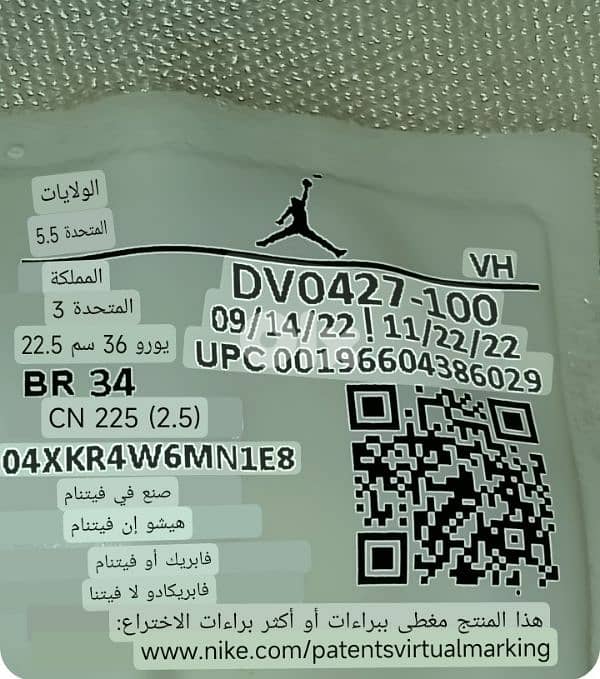 الولايات
المتحدة 5.5
المملكة
المتحدة 3
يورو 36 سم 22.5
BR 34
CN 225 (2.5)
04XKR4W6MN1E8
VH
DV0427-100
09/14/22 | 11/22/22
UPC 00196604386029
صنع في فيتنام
هيشو إن فيتنام
فابريك أو فيتنام
فابريكادو لا فيتنا
هذا المنتج مغطى ببراءات أو أكثر براءات الاختراع:
www.nike.com/patentsvirtualmarking